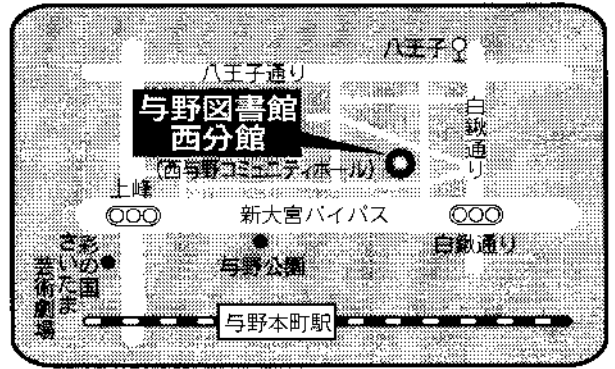 八王子
八王子通り
白鍬通り
与野図書館
西分館
(西与野コミュニティホール)
上峰
新大宮バイパス
白鍬通り
与野公園
彩の国
さいたま
芸術劇場
与野本町駅